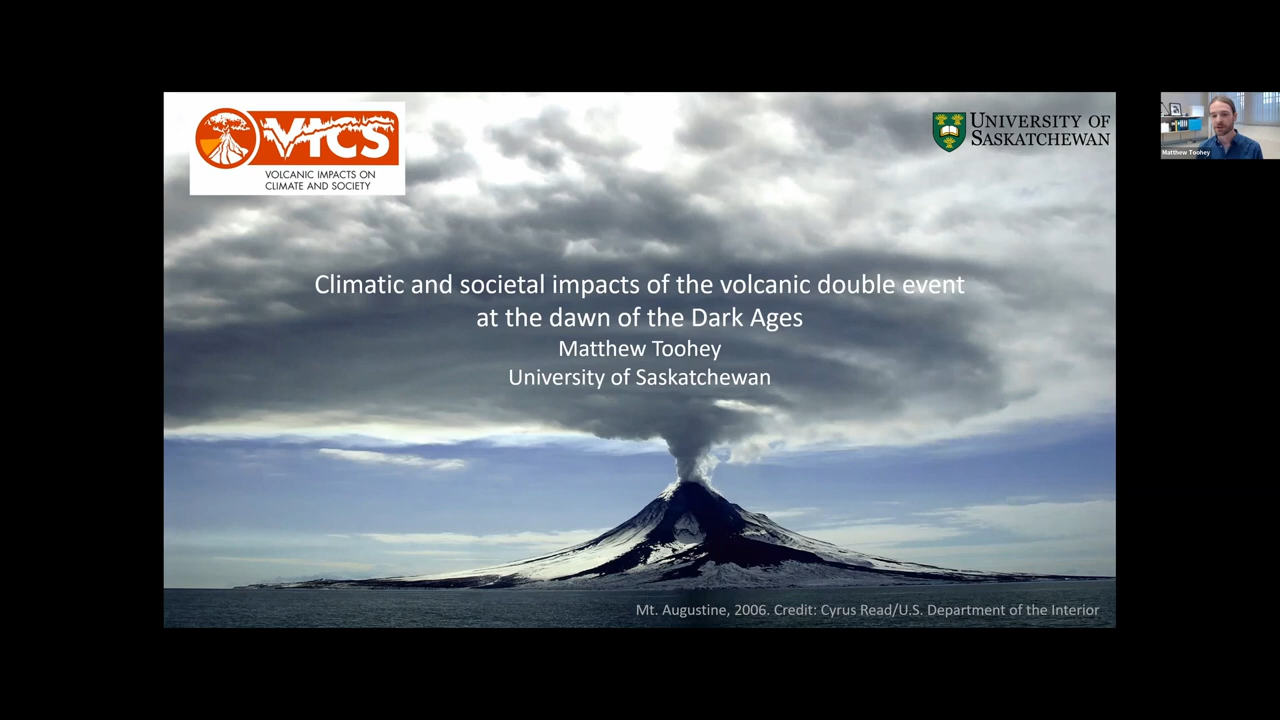 VICS
VOLCANIC IMPACTS ON
CLIMATE AND SOCIETY
UNIVERSITY OF
SASKATCHEWAN
Climatic and societal impacts of the volcanic double event
at the dawn of the Dark Ages
Matthew Toohey
University of Saskatchewan
Mt. Augustine, 2006. Credit: Cyrus Read/U.S. Department of the Interior
Matthew Toohey